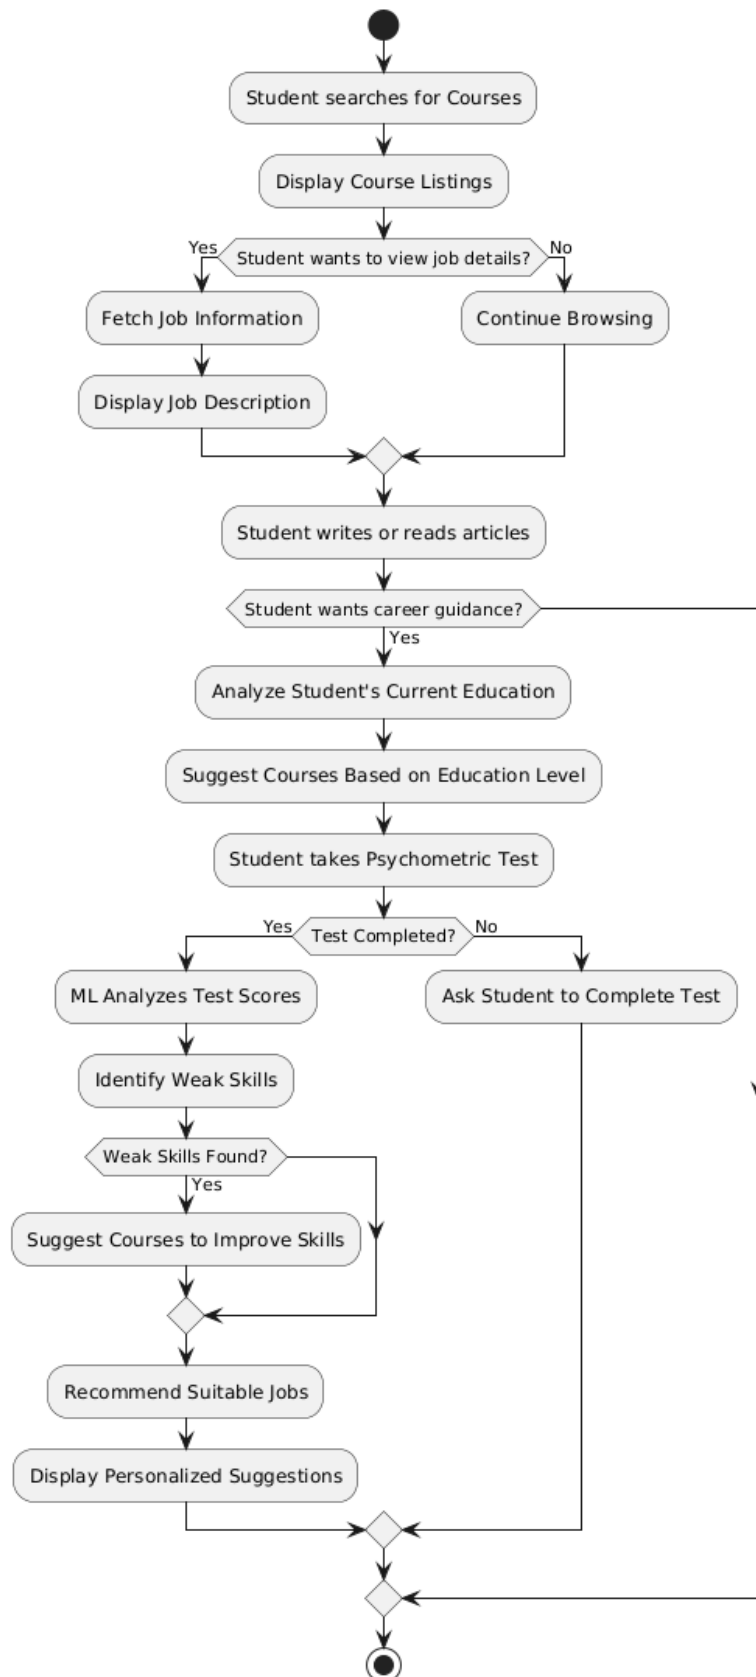 Student searches for Courses
Display Course Listings
Yes
Student wants to view job details?
No
Fetch Job Information
Continue Browsing
Display Job Description
Student writes or reads articles
Student wants career guidance?
Yes
Analyze Student's Current Education
Suggest Courses Based on Education Level
Student takes Psychometric Test
Yes
Test Completed?
No
ML Analyzes Test Scores
Ask Student to Complete Test
Identify Weak Skills
Weak Skills Found?
Yes
Suggest Courses to Improve Skills
Recommend Suitable Jobs
Display Personalized Suggestions